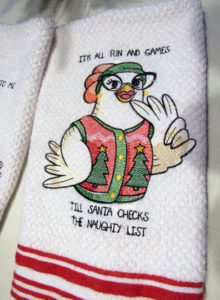 IT'S ALL FUN AND GAMES
TILL SANTA CHECKS
THE NAUGHTY LIST